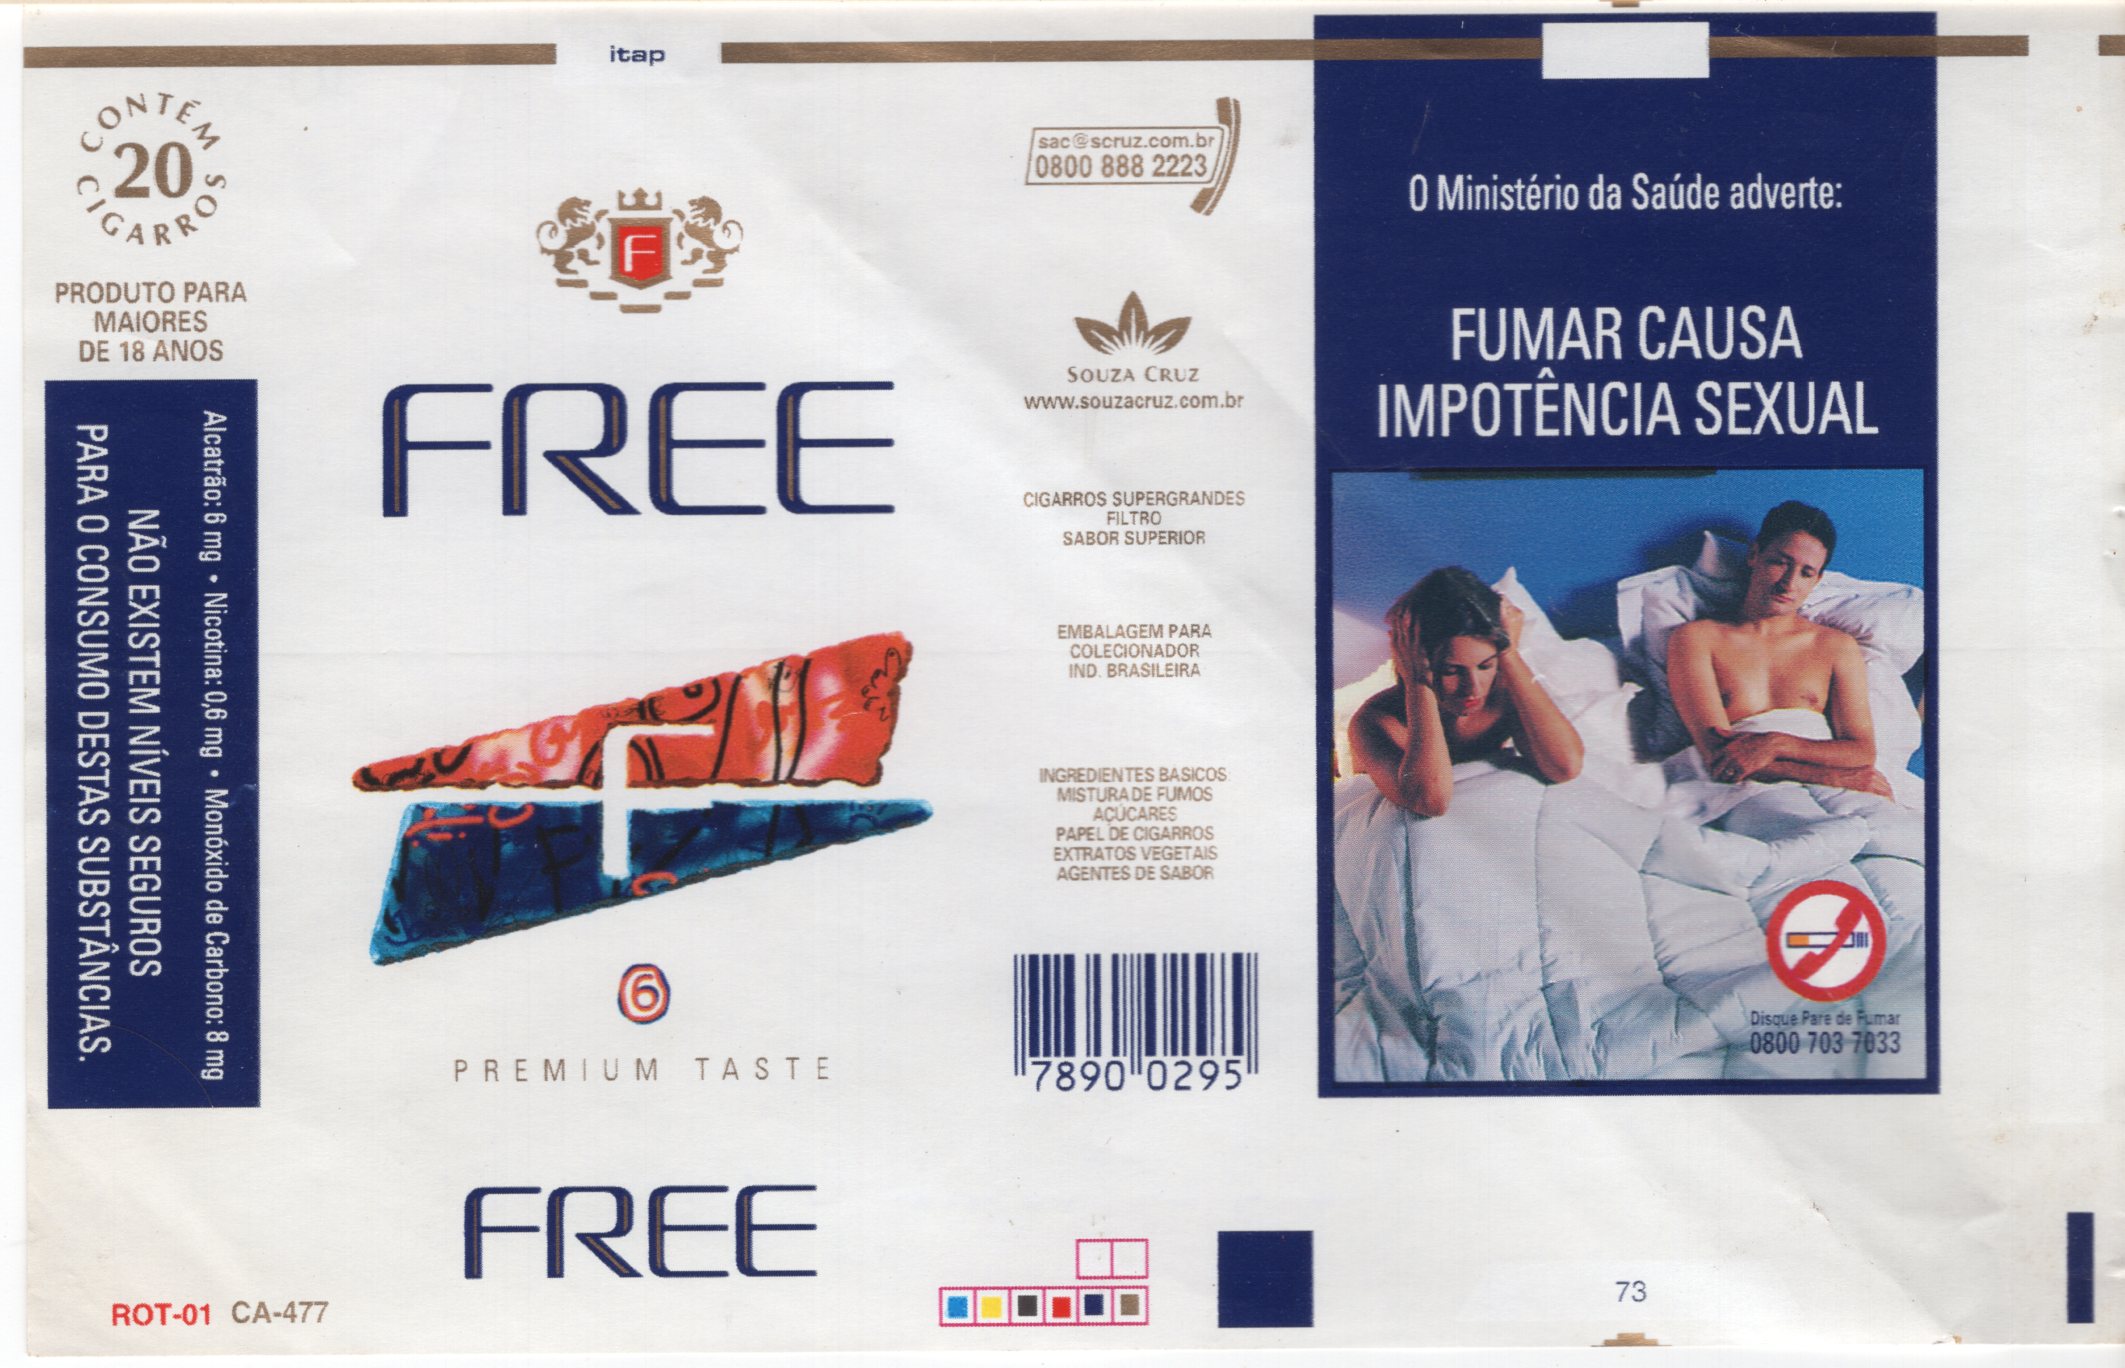 itap
CONTÉM
20
CIGARROS
PRODUTO PARA
MAIORES
DE 18 ANOS
Alcatrão: 6 mg • Nicotina: 0,6 mg • Monóxido de Carbono: 8 mg
NÃO EXISTEM NÍVEIS SEGUROS
PARA O CONSUMO DESTAS SUBSTÂNCIAS.
F
FREE
F
6
PREMIUM TASTE
FREE
ROT-01 CA-477
sac@scruz.com.br
0800 888 2223
SOUZA CRUZ
www.souzacruz.com.br
CIGARROS SUPERGRANDES
FILTRO
SABOR SUPERIOR
EMBALAGEM PARA
COLECIONADOR
IND. BRASILEIRA
INGREDIENTES BASICOS:
MISTURA DE FUMOS
AÇÚCARES
PAPEL DE CIGARROS
EXTRATOS VEGETAIS
AGENTES DE SABOR
78900295
O Ministério da Saúde adverte:
FUMAR CAUSA
IMPOTÊNCIA SEXUAL
Disque Pare de Fumar
0800 703 7033
73